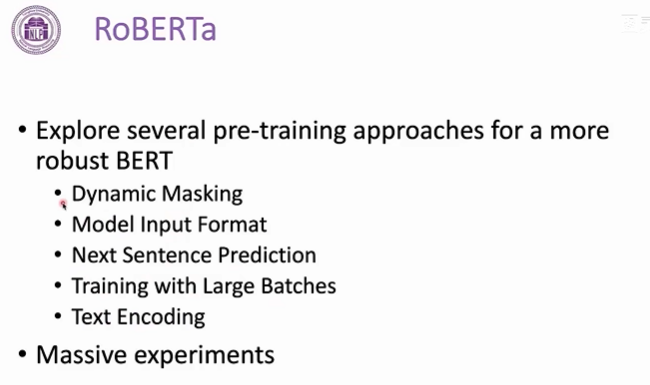 NLP
RoBERTa
• Explore several pre-training approaches for a more
robust BERT
• Dynamic Masking
• Model Input Format
• Next Sentence Prediction
• Training with Large Batches
• Text Encoding
• Massive experiments